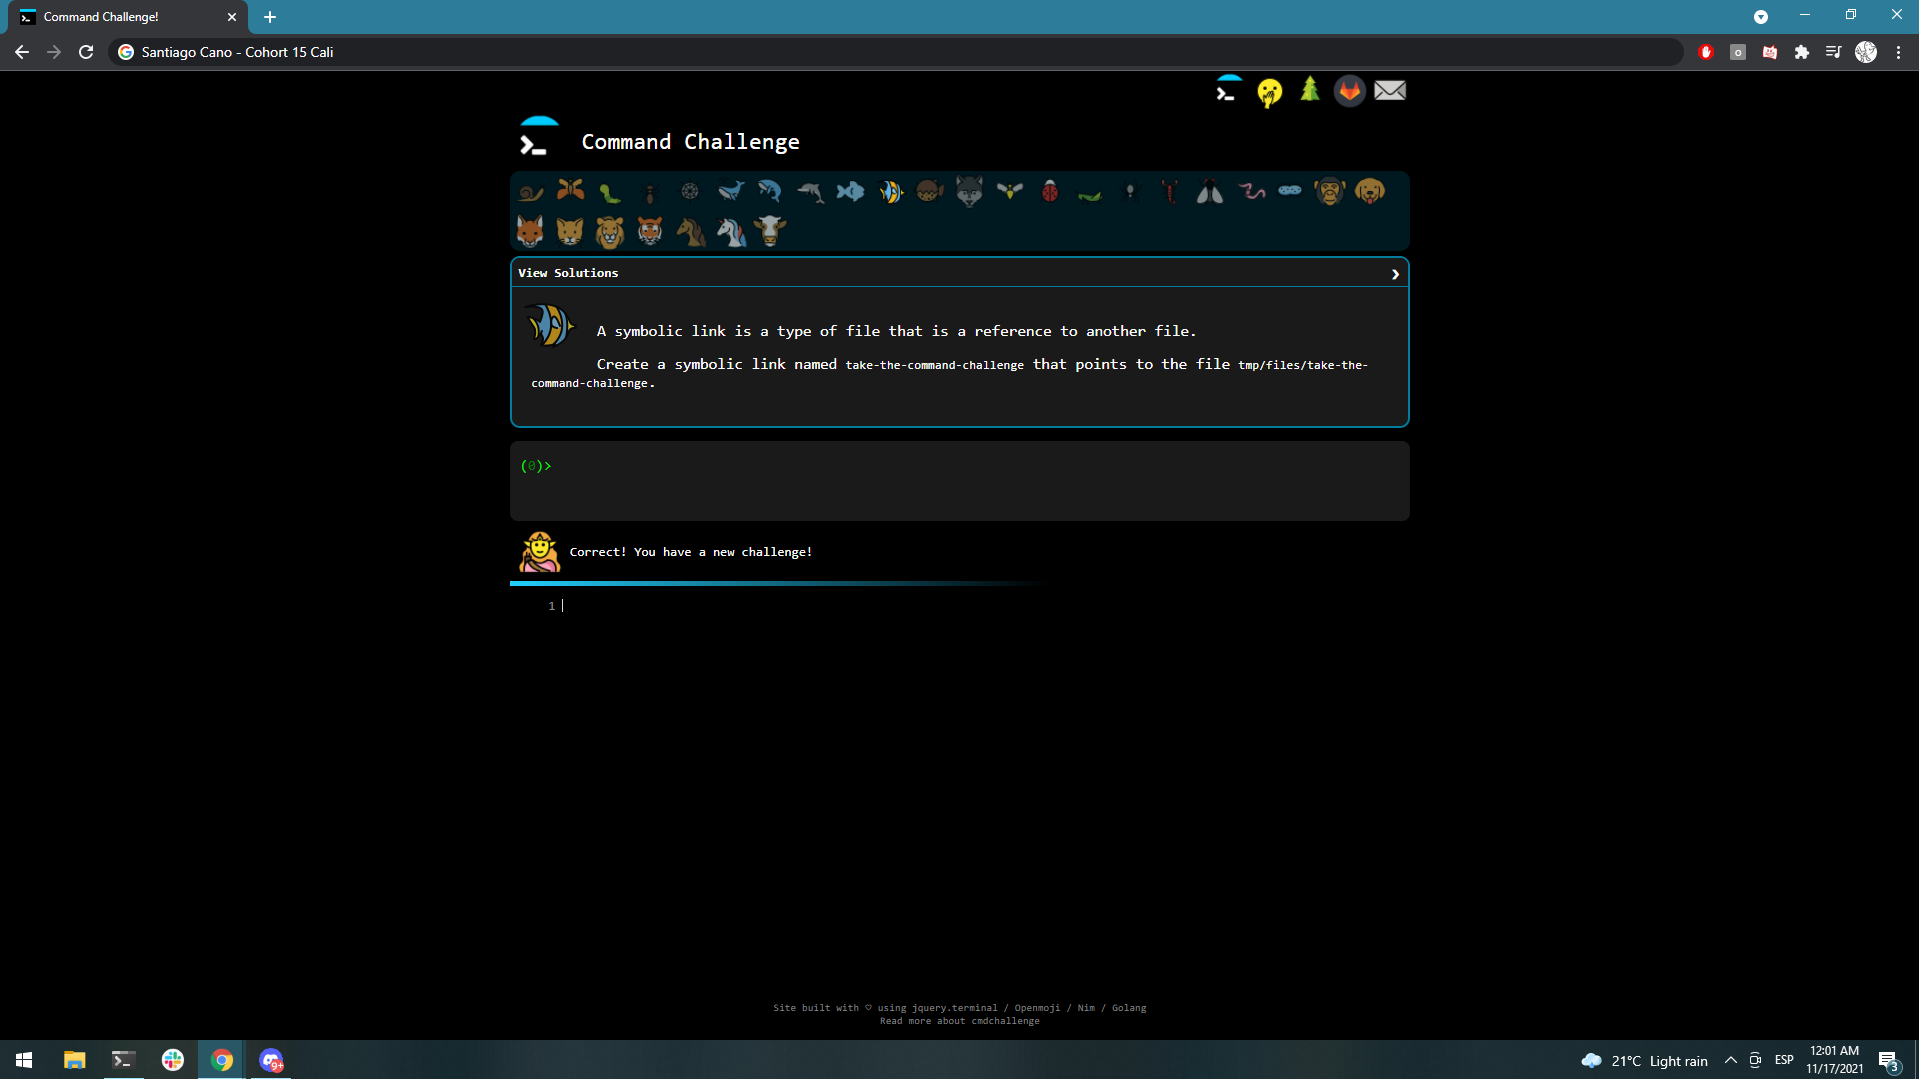 Command Challenge!
Santiago Cano - Cohort 15 Cali
Command Challenge
View Solutions
A symbolic link is a type of file that is a reference to another file.
Create a symbolic link named take-the-command-challenge that points to the file tmp/files/take-the-
command-challenge.
(0)>
Correct! You have a new challenge!
1
Site built with ♡ using jquery.terminal / Openmoji / Nim / Golang
Read more about cmdchallenge
9+
21°C Light rain
ESP
12:01 AM
11/17/2021
3